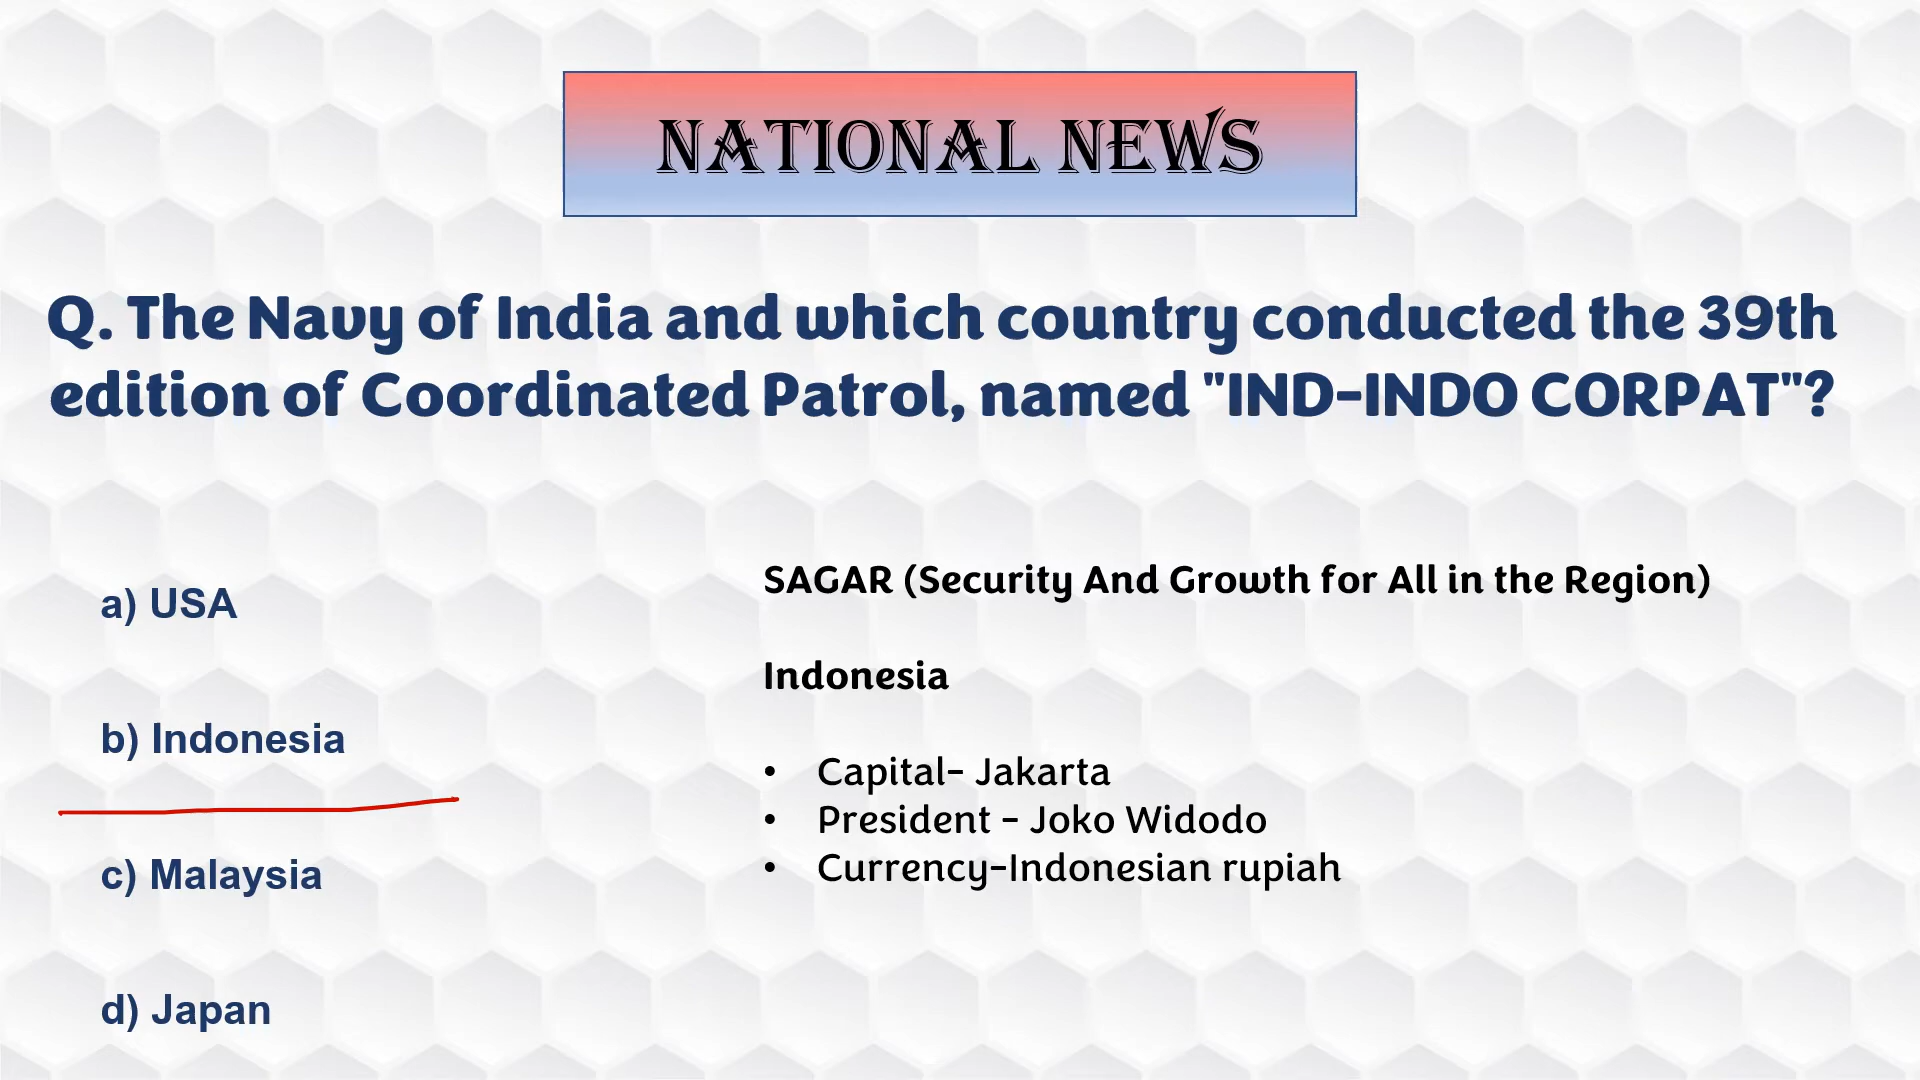 NATIONAL NEWS
Q. The Navy of India and which country conducted the 39th
edition of Coordinated Patrol, named "IND-INDO CORPAT"?
a) USA
b) Indonesia
c) Malaysia
d) Japan
SAGAR (Security And Growth for All in the Region)
Indonesia
• Capital- Jakarta
• President - Joko Widodo
• Currency-Indonesian rupiah